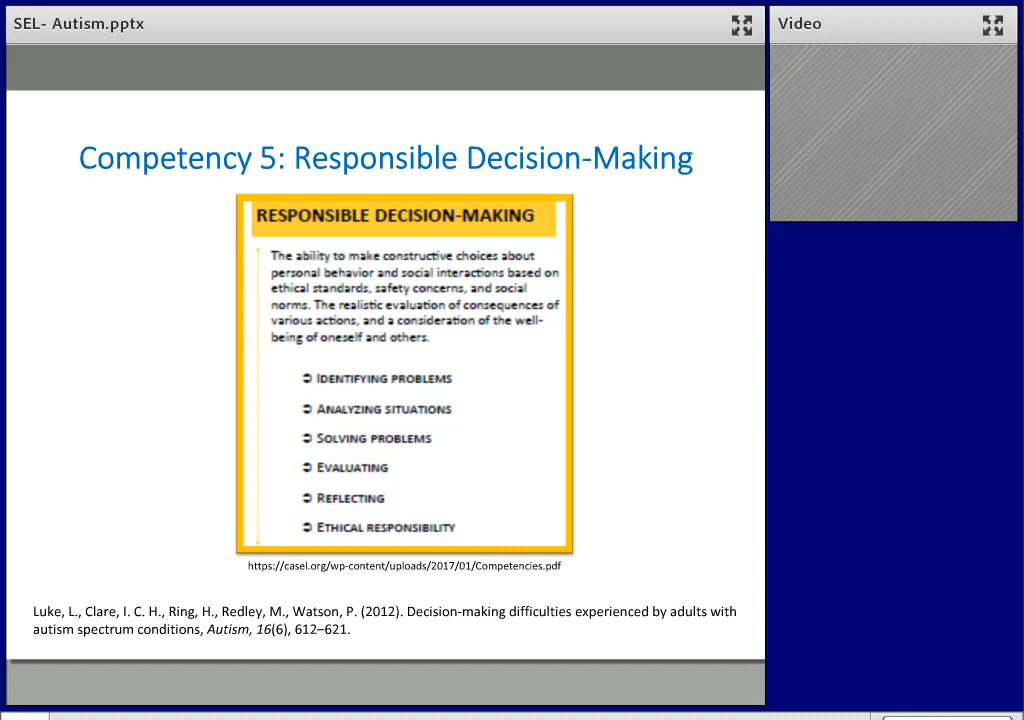 SEL- Autism.pptx
Video
Competency 5: Responsible Decision-Making
RESPONSIBLE DECISION-MAKING
The ability to make constructive choices about
personal behavior and social interactions based on
ethical standards, safety concerns, and social
norms. The realistic evaluation of consequences of
various actions, and a consideration of the well-
being of oneself and others.
➲ IDENTIFYING PROBLEMS
➲ ANALYZING SITUATIONS
➲ SOLVING PROBLEMS
➲ EVALUATING
➲ REFLECTING
➲ ETHICAL RESPONSIBILITY
https://casel.org/wp-content/uploads/2017/01/Competencies.pdf
Luke, L., Clare, I. C. H., Ring, H., Redley, M., Watson, P. (2012). Decision-making difficulties experienced by adults with
autism spectrum conditions, Autism, 16(6), 612–621.